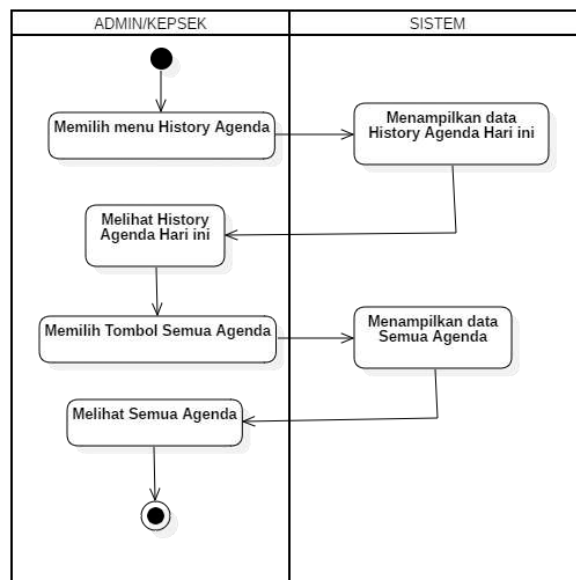 ADMIN/KEPSEK
SISTEM
Memilih menu History Agenda
Menampilkan data
History Agenda Hari ini
Melihat History
Agenda Hari ini
Memilih Tombol Semua Agenda
Menampilkan data
Semua Agenda
Melihat Semua Agenda